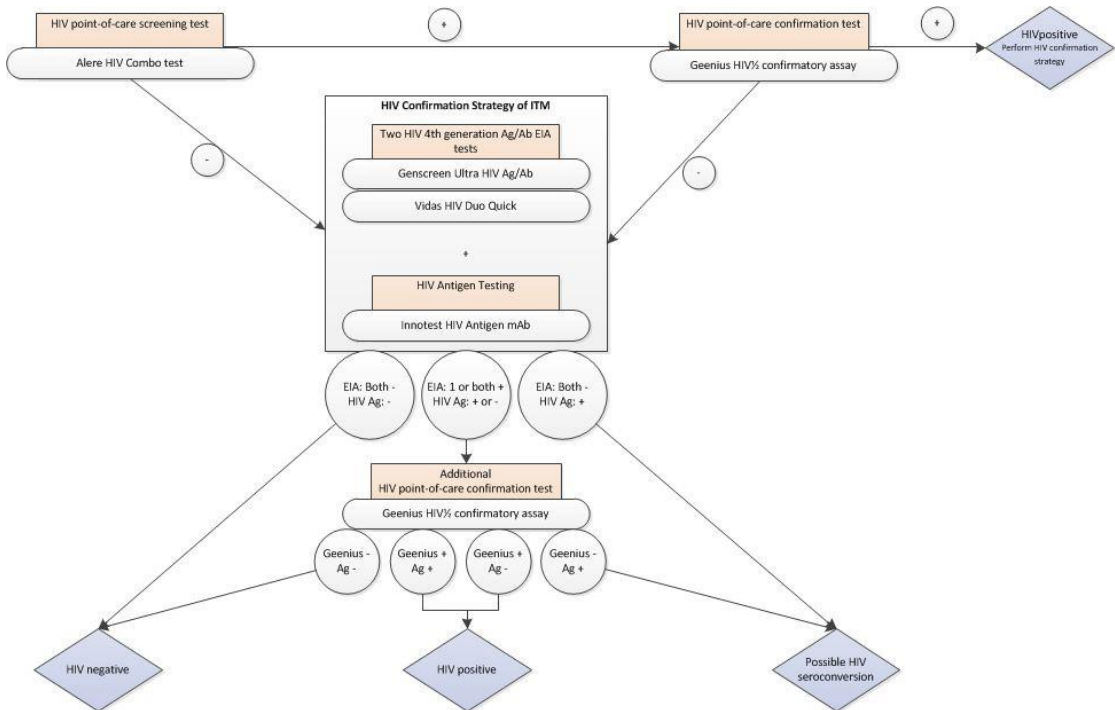 HIV point-of-care screening test
Alere HIV Combo test
+
HIV point-of-care confirmation test
Geenius HIV½ confirmatory assay
+
HIVpositive
Perform HIV confirmation
strategy
-
-
HIV Confirmation Strategy of ITM
Two HIV 4th generation Ag/Ab EIA
tests
Genscreen Ultra HIV Ag/Ab
Vidas HIV Duo Quick
+
HIV Antigen Testing
Innotest HIV Antigen mAb
EIA: Both -
HIV Ag: -
EIA: 1 or both +
HIV Ag: + or -
EIA: Both -
HIV Ag: +
Additional
HIV point-of-care confirmation test
Geenius HIV½ confirmatory assay
Geenius -
Ag -
Geenius +
Ag +
Geenius +
Ag -
Geenius -
Ag +
HIV negative
HIV positive
Possible HIV
seroconversion